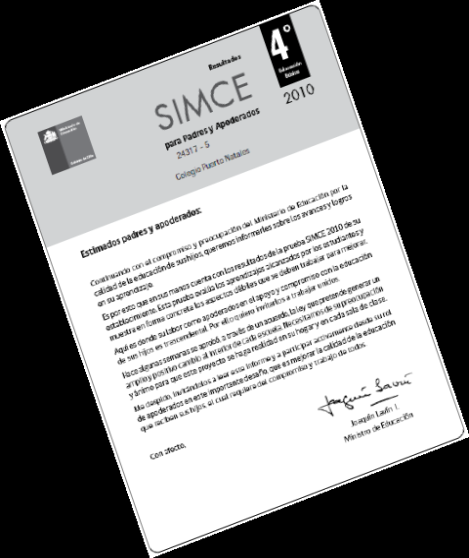 Resultados
SIMCE
4°
Educación
Básica
2010
para Padres y Apoderados
24317 - 5
Colegio Puerto Natales
Ministerio de
Educación
Gobierno de Chile
Estimados padres y apoderados:
Continuando con el compromiso y preocupación del Ministerio de Educación por la
calidad de la educación de sus hijos, queremos informarles sobre los avances y logros
en su aprendizaje.
Es por esto que en sus manos cuenta con los resultados de la prueba SIMCE 2010 de su
establecimiento. Esta prueba evalúa los aprendizajes alcanzados por los estudiantes y
muestra en forma concreta los aspectos débiles que se deben trabajar para mejorar.
Aquí es donde su labor como apoderados en el apoyo y compromiso con la educación
de sus hijos es trascendental. Por ello quiero invitarlos a trabajar unidos.
Hace algunas semanas se aprobó, a través de un acuerdo, la ley que pretende generar un
amplio y positivo cambio al interior de cada escuela. Necesitamos de su preocupación
y ánimo para que este proyecto se haga realidad en su hogar y en cada sala de clase.
Me despido, invitándolos a leer este informe y a participar activamente desde su rol
de apoderados en este importante desafío, que es mejorar la calidad de la educación
que reciban sus hijos, el cual requiere del compromiso y trabajo de todos.
Con afecto,
Joaquín Lavín
Joaquín Lavín I.
Ministro de Educación